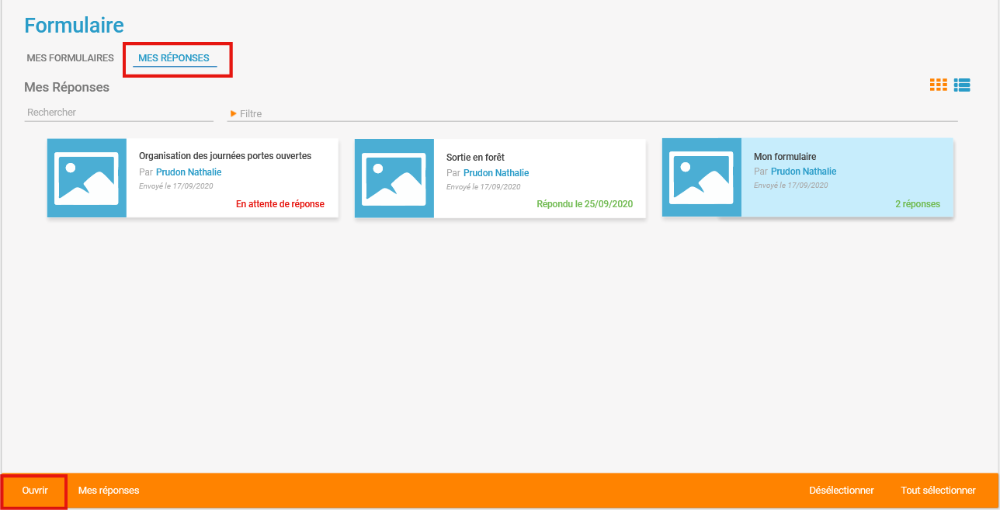 Formulaire
MES FORMULAIRES
MES RÉPONSES
Mes Réponses
Rechercher
Filtre
Organisation des journées portes ouvertes
Par Prudon Nathalie
Envoyé le 17/09/2020
En attente de réponse
Sortie en forêt
Par Prudon Nathalie
Envoyé le 17/09/2020
Répondu le 25/09/2020
Mon formulaire
Par Prudon Nathalie
Envoyé le 17/09/2020
2 réponses
Ouvrir
Mes réponses
Désélectionner
Tout sélectionner